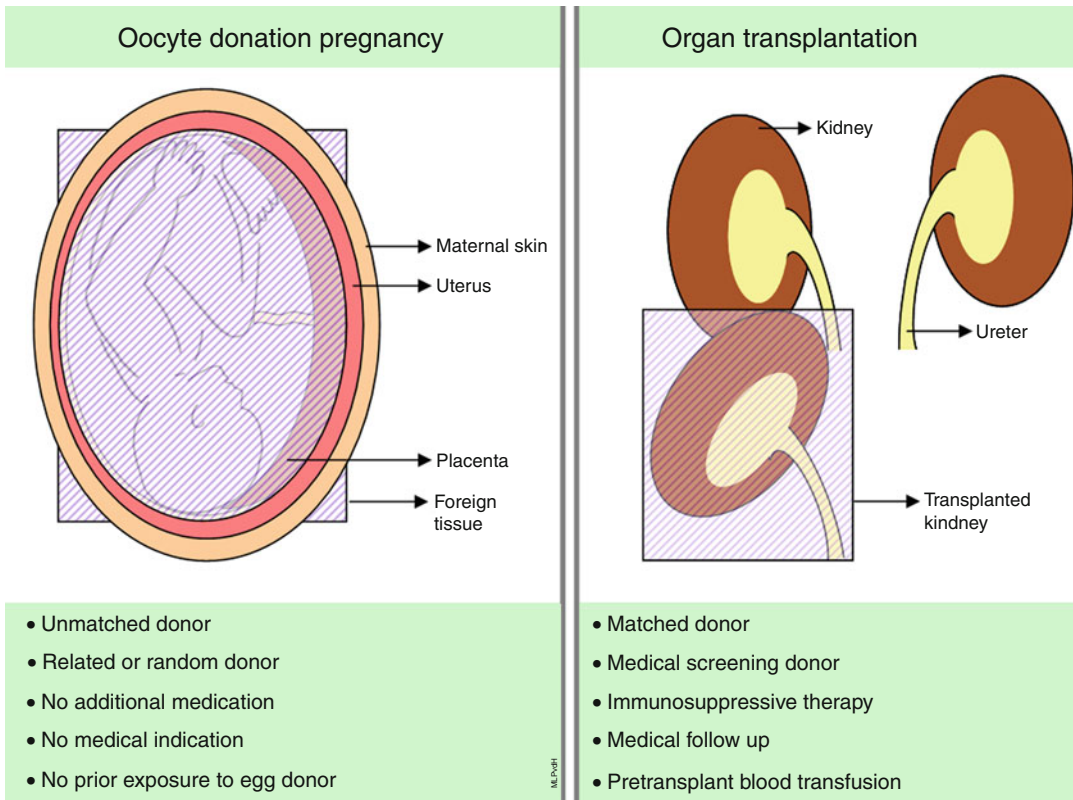 Oocyte donation pregnancy
Maternal skin
Uterus
Placenta
Foreign
tissue
• Unmatched donor
• Related or random donor
• No additional medication
• No medical indication
• No prior exposure to egg donor
MLPvdH
Organ transplantation
Kidney
Ureter
Transplanted
kindney
• Matched donor
• Medical screening donor
• Immunosuppressive therapy
• Medical follow up
• Pretransplant blood transfusion